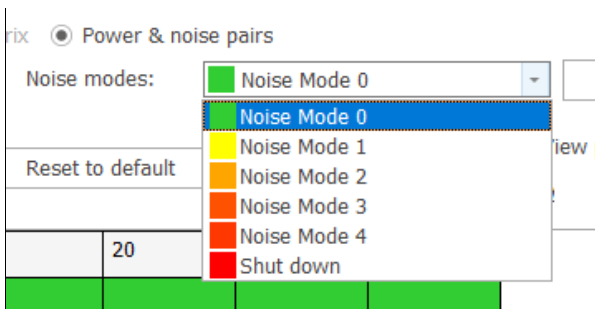 rix Power & noise pairs
Noise modes: Noise Mode 0
Noise Mode 0
Noise Mode 1
iew
Noise Mode 2
Reset to default
Noise Mode 3
Noise Mode 4
20
Shut down